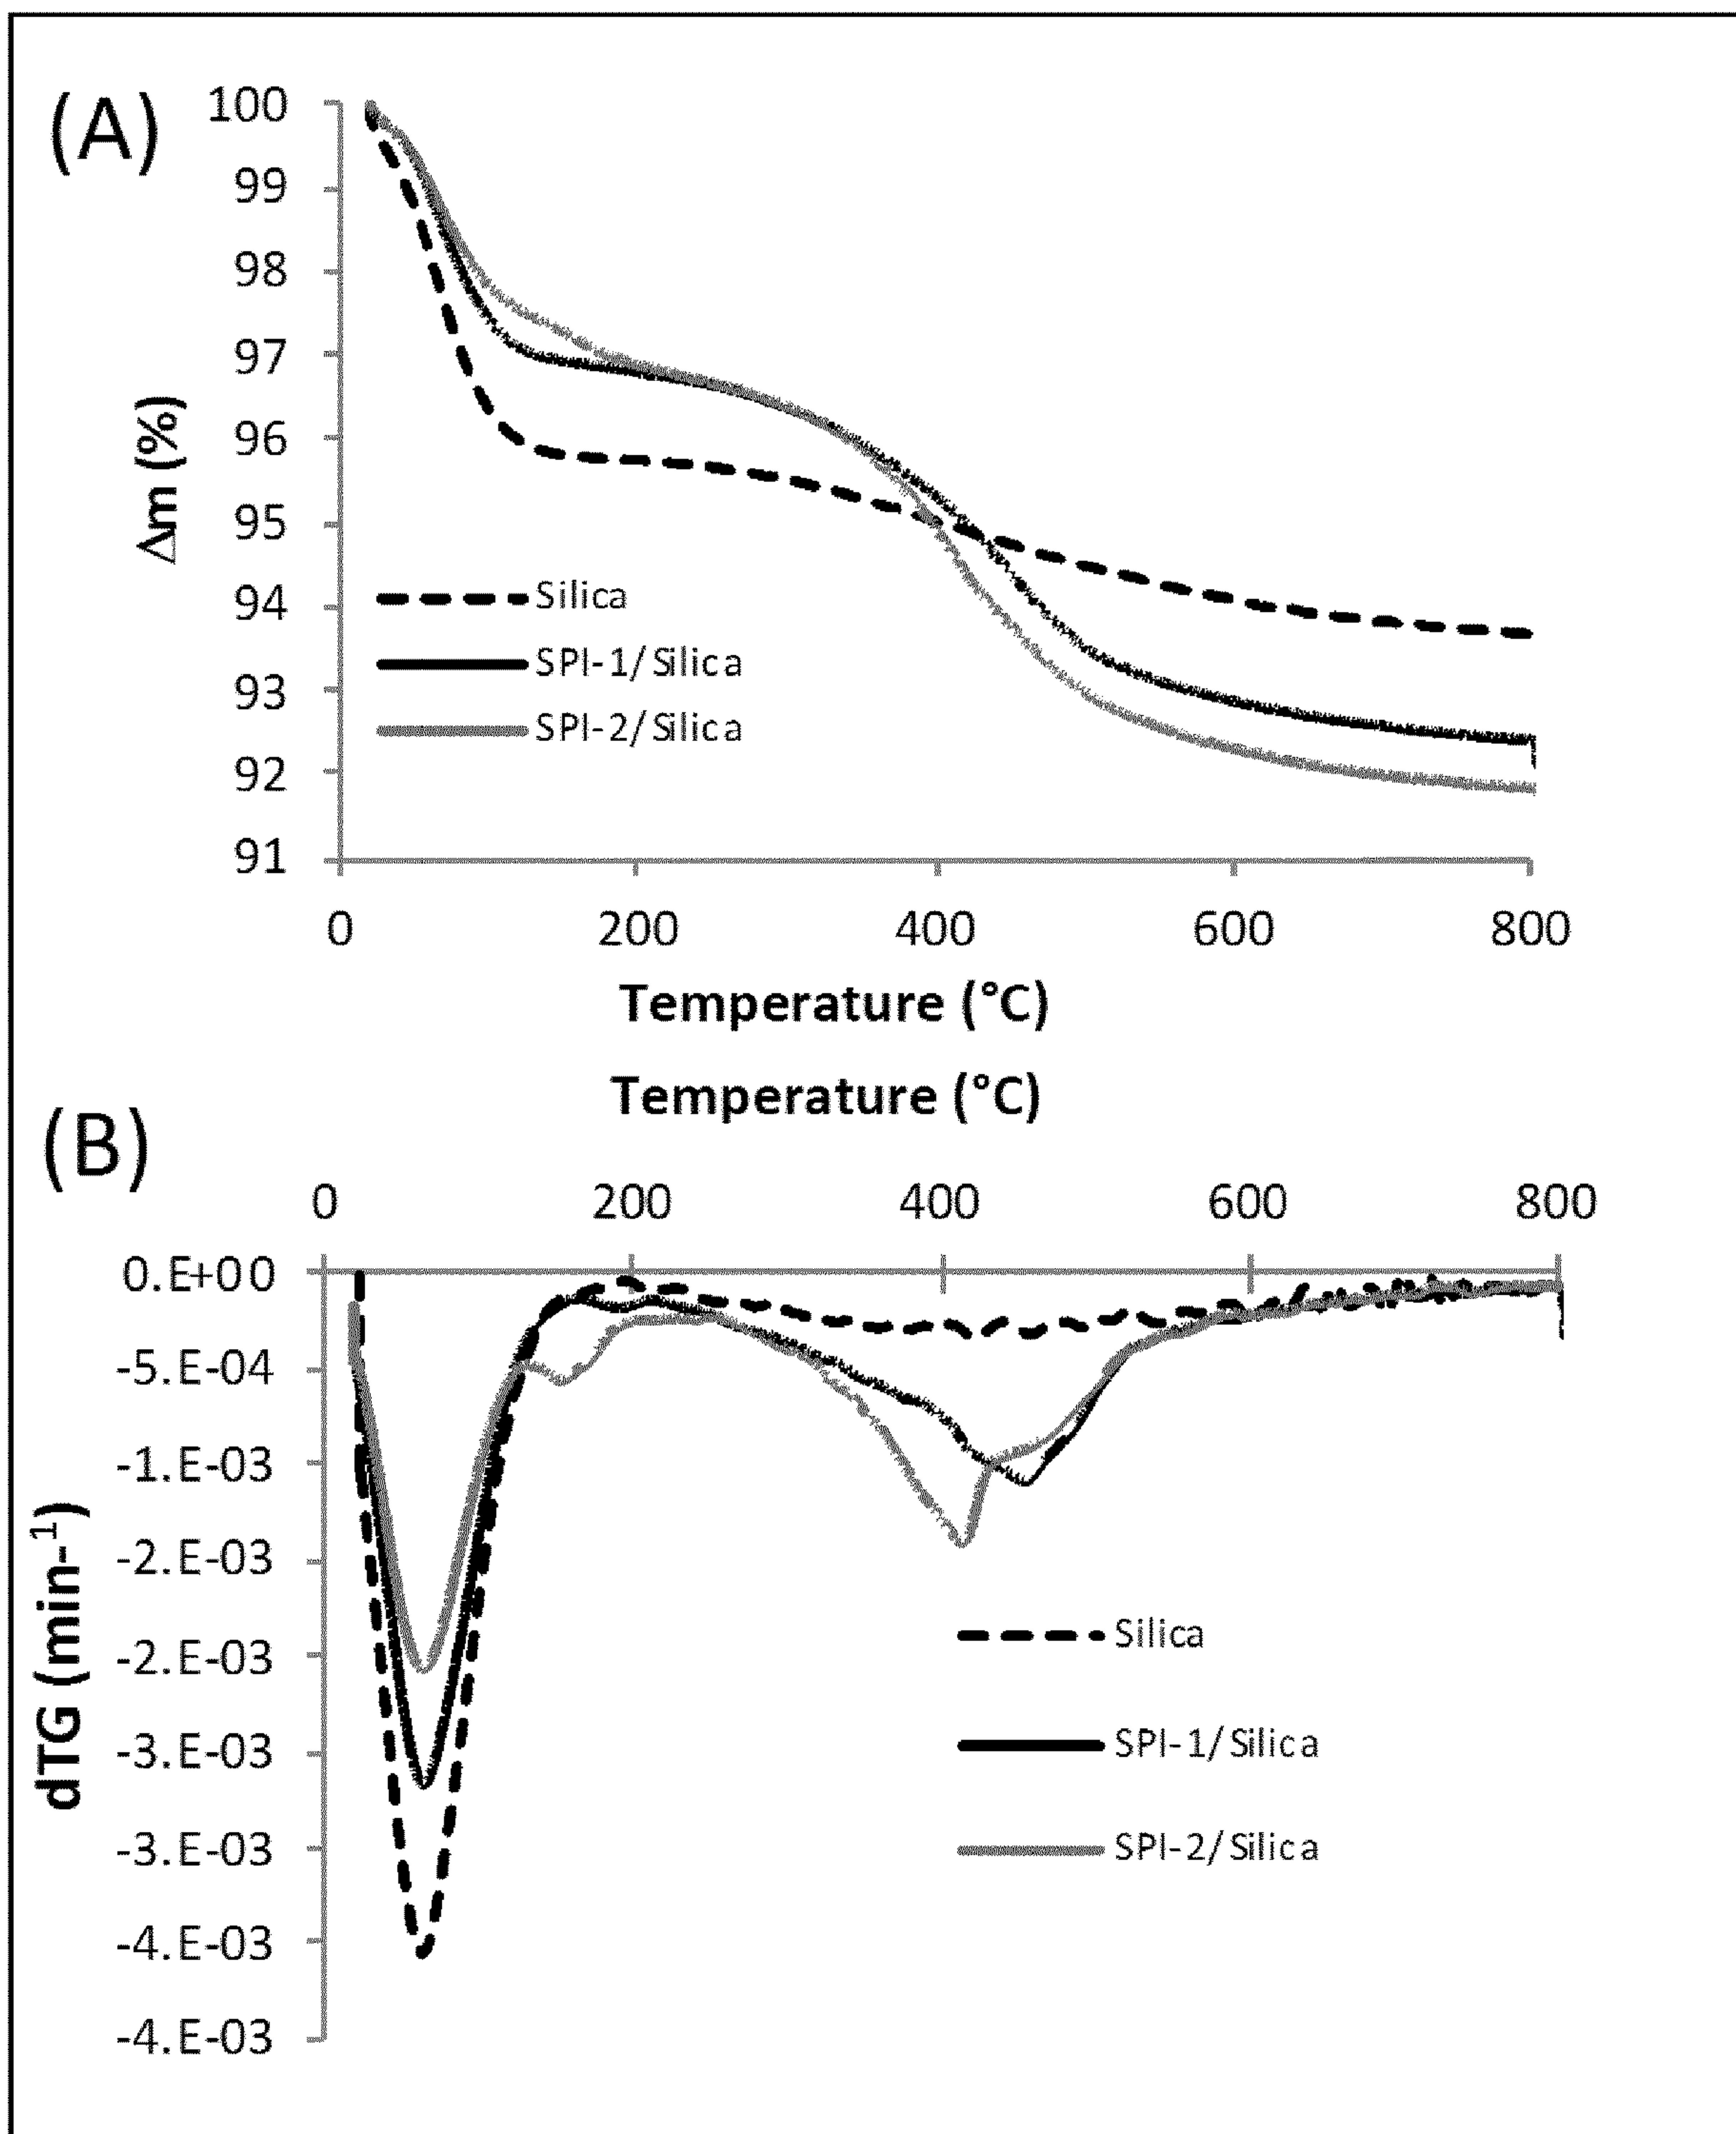 (A)
100
99
98
97
96
95
94
93
92
91
Δm (%)
Silica
SPI-1/Silica
SPI-2/Silica
0 200 400 600 800
Temperature (°C)
Temperature (°C)
(B)
0 200 400 600 800
0.E+00
-5.E-04
-1.E-03
-2.E-03
-2.E-03
-3.E-03
-3.E-03
-4.E-03
-4.E-03
dTG (min-¹)
Silica
SPI-1/Silica
SPI-2/Silica